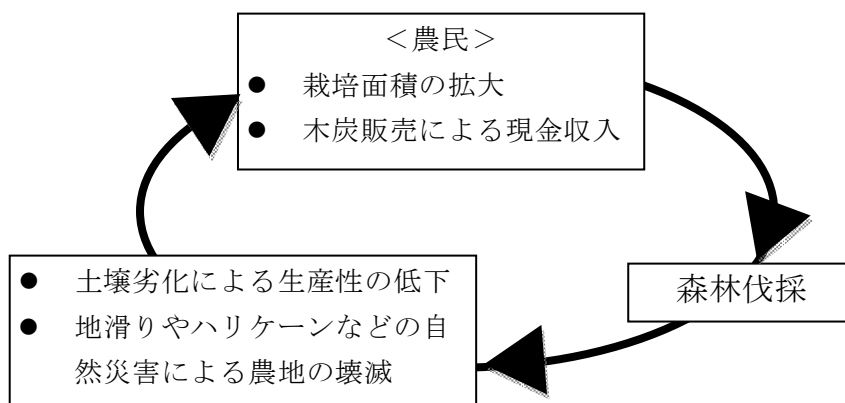 ＜農民＞
● 栽培面積の拡大
● 木炭販売による現金収入
森林伐採
● 土壌劣化による生産性の低下
● 地滑りやハリケーンなどの自
然災害による農地の壊滅